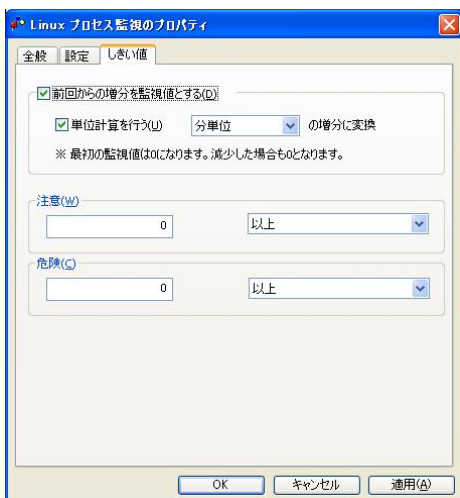 Linux プロセス監視のプロパティ
全般 設定 しきい値
前回からの増分を監視値とする(D)
単位計算を行う(U) 分単位 の増分に変換
※ 最初の監視値は0になります。減少した場合も0となります。
注意(W)
0 以上
危険(C)
0 以上
OK キャンセル 適用(A)